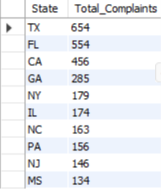 State Total_Complaints
TX 654
FL 554
CA 456
GA 285
NY 179
IL 174
NC 163
PA 156
NJ 146
MS 134